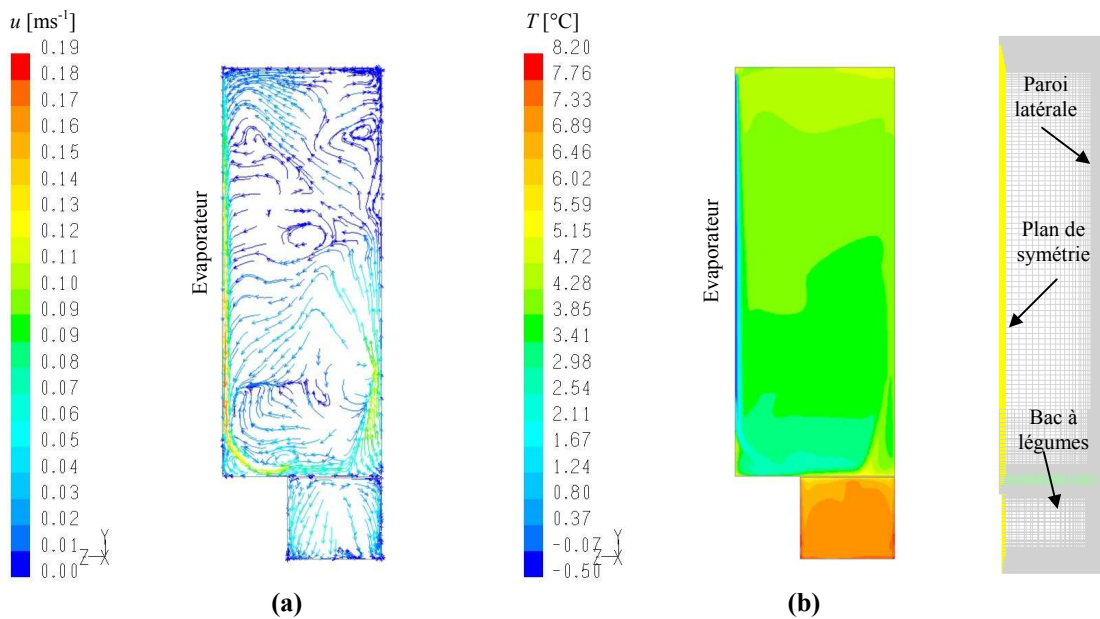 u [ms-1]
0.19
0.18
0.17
0.16
0.15
0.14
0.13
0.12
0.11
0.10
0.09
0.09
0.08
0.07
0.06
0.05
0.04
0.03
0.02
0.01
0.00
Y
Z X
Evaporateur
(a)
T [°C]
8.20
7.76
7.33
6.89
6.46
6.02
5.59
5.15
4.72
4.28
3.85
3.41
2.98
2.54
2.11
1.67
1.24
0.80
0.37
-0.07
-0.50
Y
Z X
Evaporateur
(b)
Paroi
latérale
Plan de
symétrie
Bac à
légumes